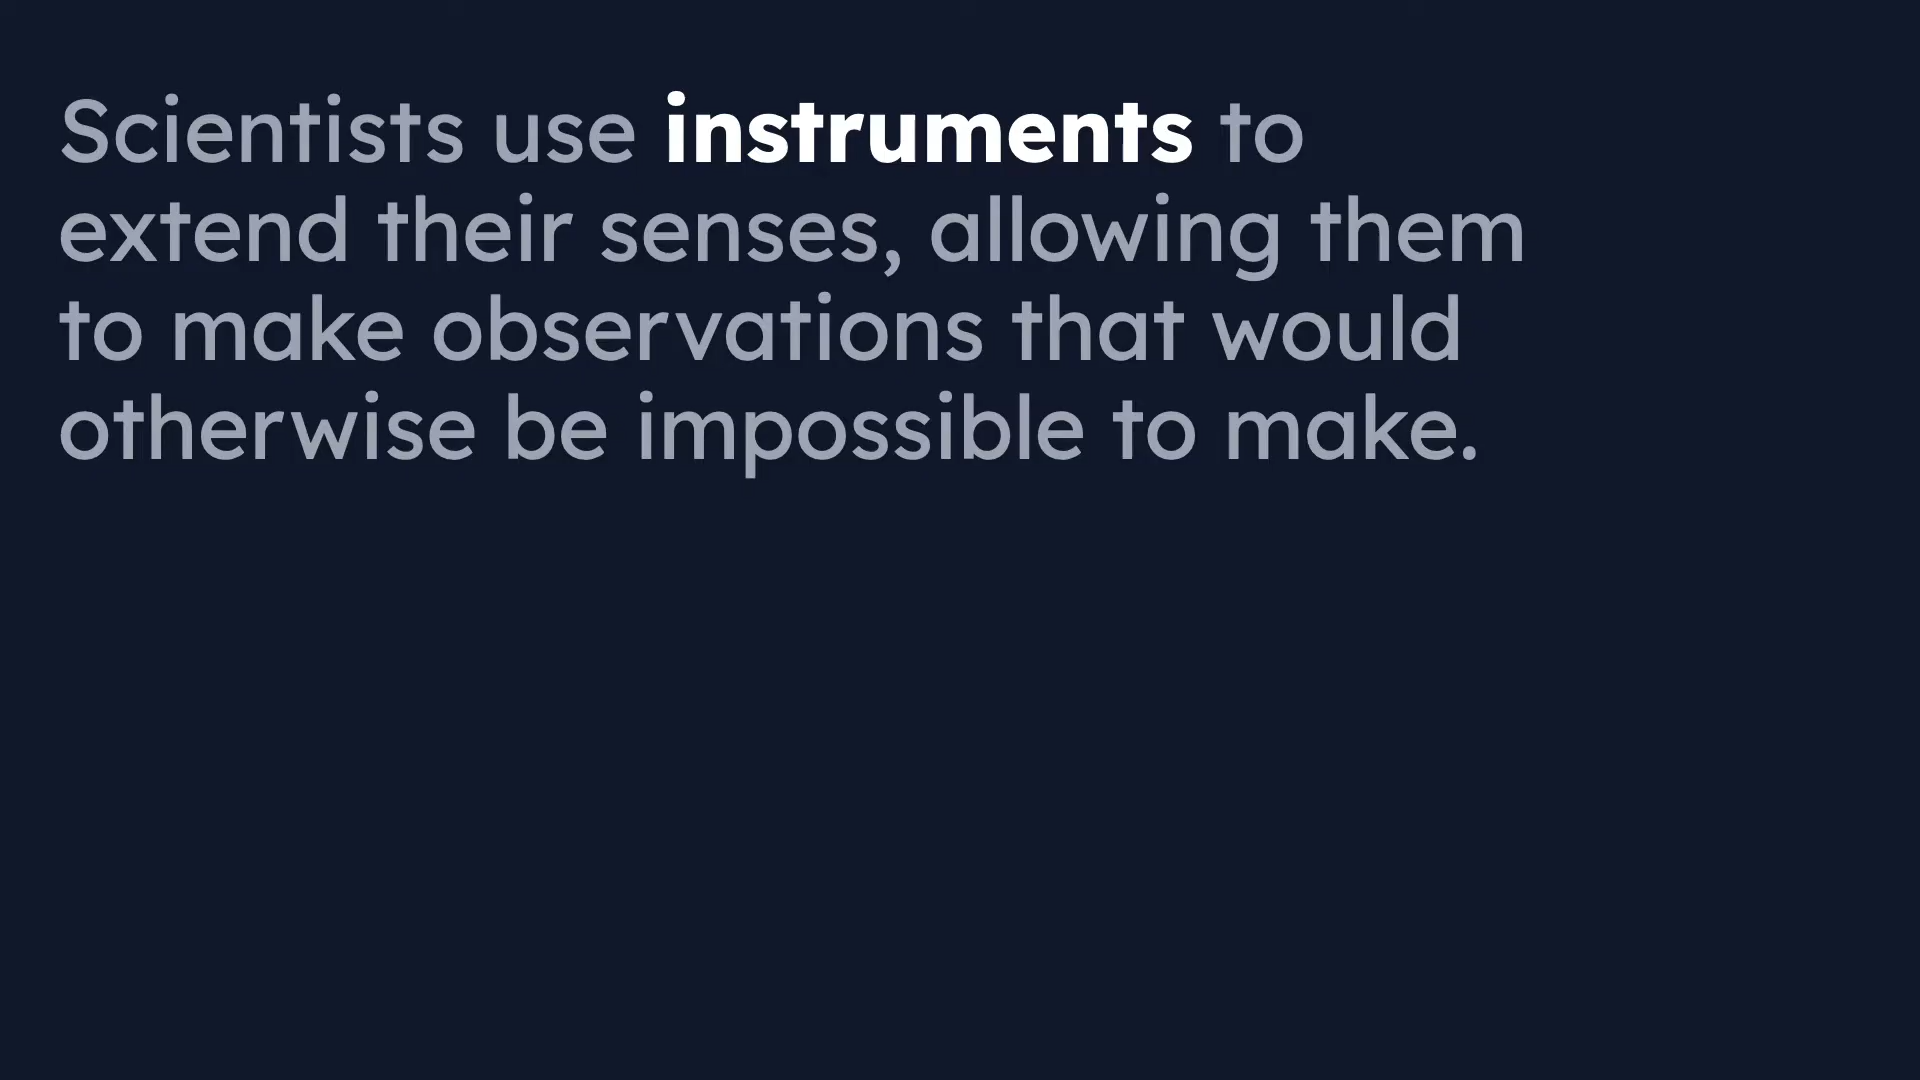 Scientists use instruments to
extend their senses, allowing them
to make observations that would
otherwise be impossible to make.